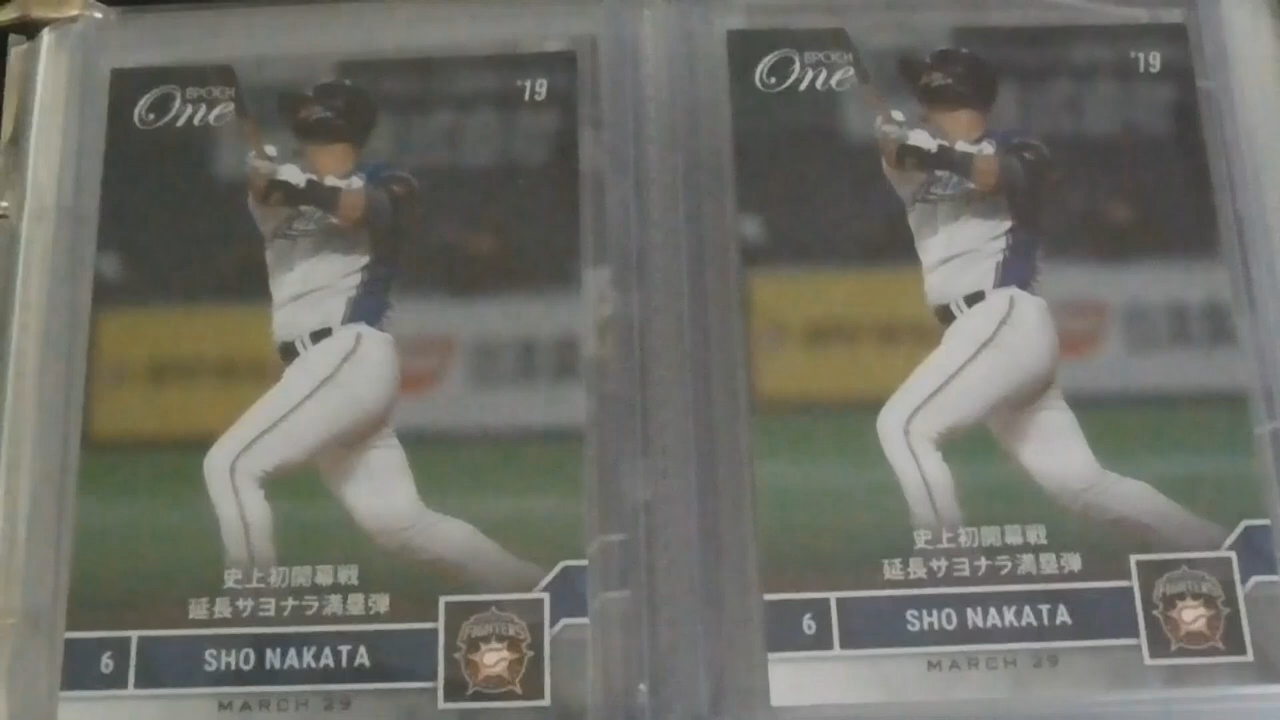 EPOCH
One
'19
史上初開幕戦
延長サヨナラ満塁弾
6
SHO NAKATA
FIGHTERS
MARCH 29
EPOCH
One
'19
史上初開幕戦
延長サヨナラ満塁弾
6
SHO NAKATA
FIGHTERS
MARCH 29